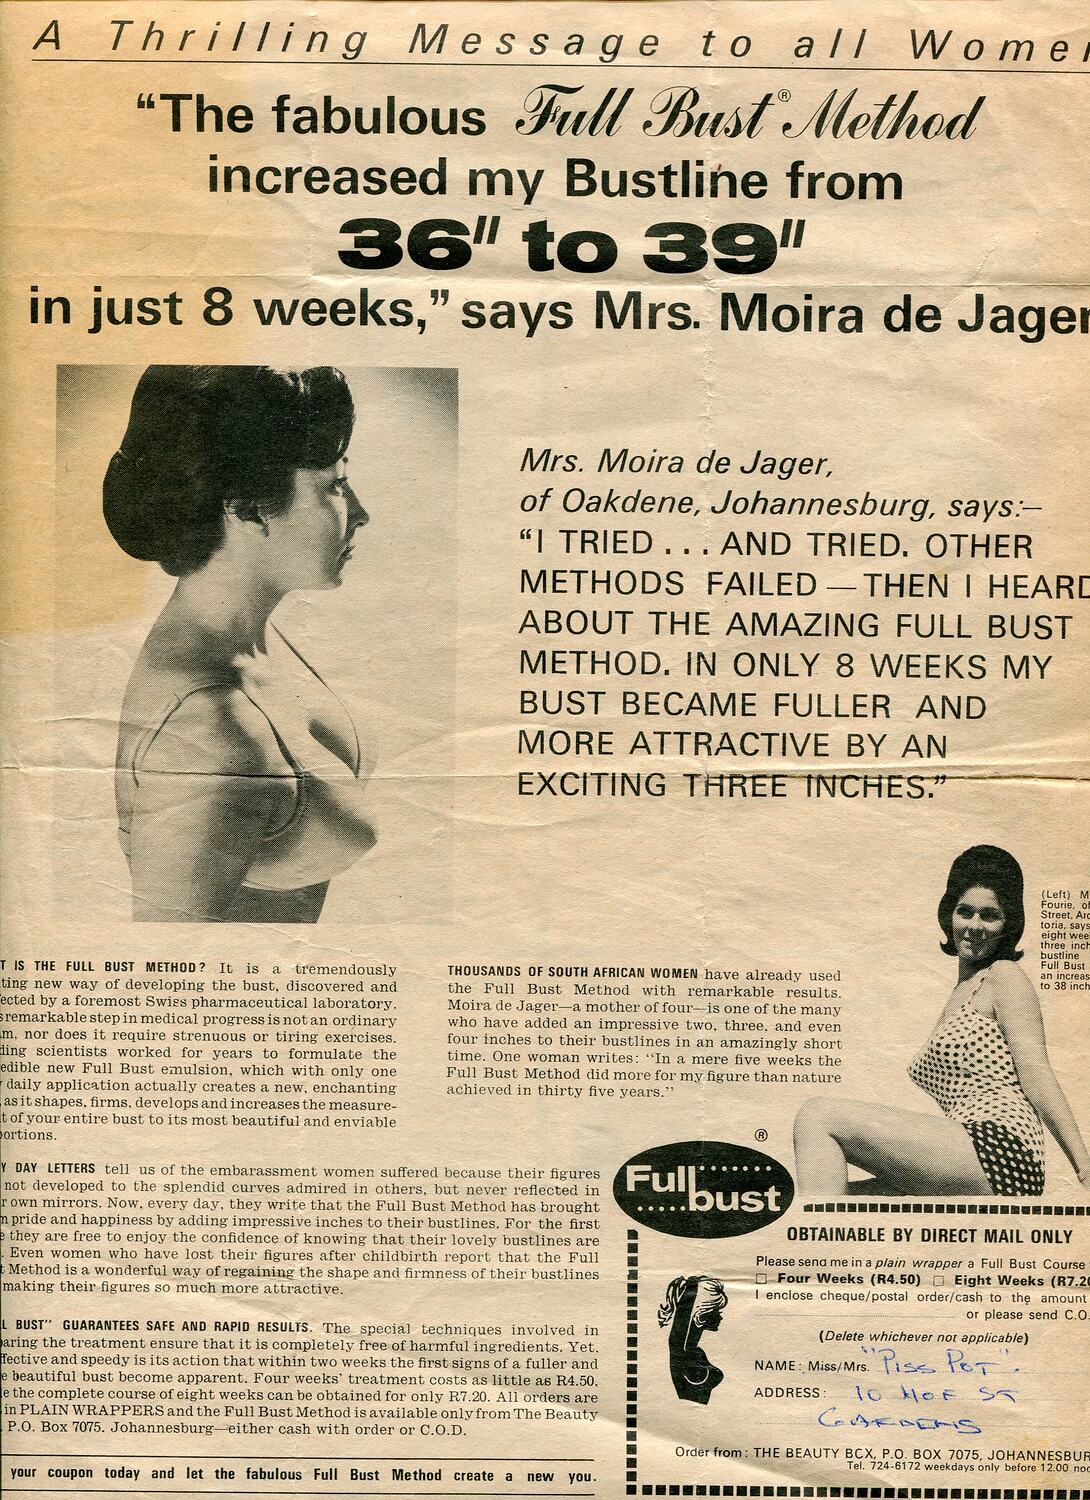 A Thrilling Message to all Women
“The fabulous Full Bust® Method
increased my Bustline from
36" to 39"
in just 8 weeks,” says Mrs. Moira de Jager
Mrs. Moira de Jager,
of Oakdene, Johannesburg, says:–
“I TRIED . . . AND TRIED. OTHER
METHODS FAILED — THEN I HEARD
ABOUT THE AMAZING FULL BUST
METHOD. IN ONLY 8 WEEKS MY
BUST BECAME FULLER AND
MORE ATTRACTIVE BY AN
EXCITING THREE INCHES.”
(Left) M
Fourie, of
Street, Arc
toria, says
eight wee
three inch
bustline
Full Bust
an increas
to 38 inch
T IS THE FULL BUST METHOD? It is a tremendously
ting new way of developing the bust, discovered and
ected by a foremost Swiss pharmaceutical laboratory.
s remarkable step in medical progress is not an ordinary
m, nor does it require strenuous or tiring exercises.
ding scientists worked for years to formulate the
edible new Full Bust emulsion, which with only one
daily application actually creates a new, enchanting
as it shapes, firms, develops and increases the measure-
t of your entire bust to its most beautiful and enviable
ortions.
THOUSANDS OF SOUTH AFRICAN WOMEN have already used
the Full Bust Method with remarkable results.
Moira de Jager—a mother of four—is one of the many
who have added an impressive two, three, and even
four inches to their bustlines in an amazingly short
time. One woman writes: “In a mere five weeks the
Full Bust Method did more for my figure than nature
achieved in thirty five years.”
Y DAY LETTERS tell us of the embarassment women suffered because their figures
not developed to the splendid curves admired in others, but never reflected in
r own mirrors. Now, every day, they write that the Full Bust Method has brought
n pride and happiness by adding impressive inches to their bustlines. For the first
e they are free to enjoy the confidence of knowing that their lovely bustlines are
. Even women who have lost their figures after childbirth report that the Full
t Method is a wonderful way of regaining the shape and firmness of their bustlines
making their figures so much more attractive.
L BUST” GUARANTEES SAFE AND RAPID RESULTS. The special techniques involved in
aring the treatment ensure that it is completely free of harmful ingredients. Yet,
ffective and speedy is its action that within two weeks the first signs of a fuller and
e beautiful bust become apparent. Four weeks' treatment costs as little as R4.50,
le the complete course of eight weeks can be obtained for only R7.20. All orders are
in PLAIN WRAPPERS and the Full Bust Method is available only from The Beauty
P.O. Box 7075, Johannesburg—either cash with order or C.O.D.
your coupon today and let the fabulous Full Bust Method create a new you.
®
Full
bust
OBTAINABLE BY DIRECT MAIL ONLY
Please send me in a plain wrapper a Full Bust Course
□ Four Weeks (R4.50) □ Eight Weeks (R7.20
I enclose cheque/postal order/cash to the amount
or please send C.O.
(Delete whichever not applicable)
NAME: Miss/Mrs. "Piss Pot".
ADDRESS: 10 HOF ST
GARDENS
Order from: THE BEAUTY BOX, P.O. BOX 7075, JOHANNESBUR
Tel. 724-6172 weekdays only before 12.00 noo